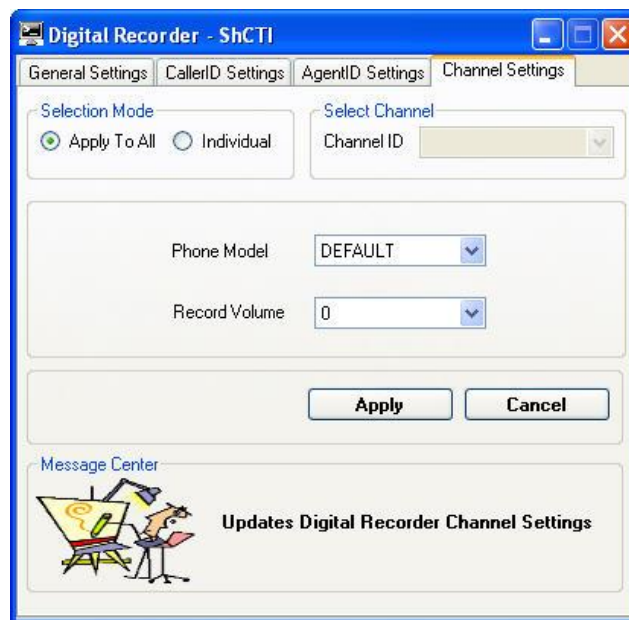 Digital Recorder - ShCTI
General Settings CallerID Settings AgentID Settings Channel Settings
Selection Mode
Apply To All Individual
Select Channel
Channel ID
Phone Model DEFAULT
Record Volume 0
Apply Cancel
Message Center
Updates Digital Recorder Channel Settings